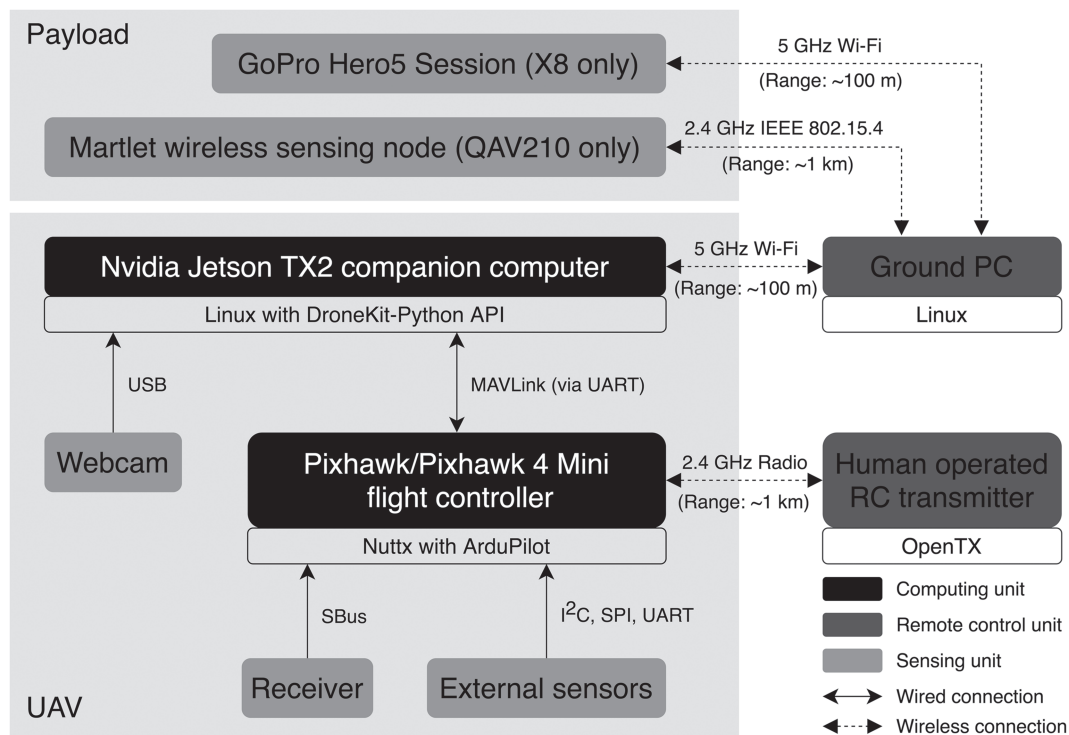 Payload
GoPro Hero5 Session (X8 only)
5 GHz Wi-Fi
(Range: ~100 m)
Martlet wireless sensing node (QAV210 only)
2.4 GHz IEEE 802.15.4
(Range: ~1 km)
Nvidia Jetson TX2 companion computer
Linux with DroneKit-Python API
5 GHz Wi-Fi
(Range: ~100 m)
Ground PC
Linux
USB
MAVLink (via UART)
Webcam
Pixhawk/Pixhawk 4 Mini
flight controller
Nuttx with ArduPilot
2.4 GHz Radio
(Range: ~1 km)
Human operated
RC transmitter
OpenTX
SBus
I²C, SPI, UART
Receiver
External sensors
UAV
Computing unit
Remote control unit
Sensing unit
Wired connection
Wireless connection